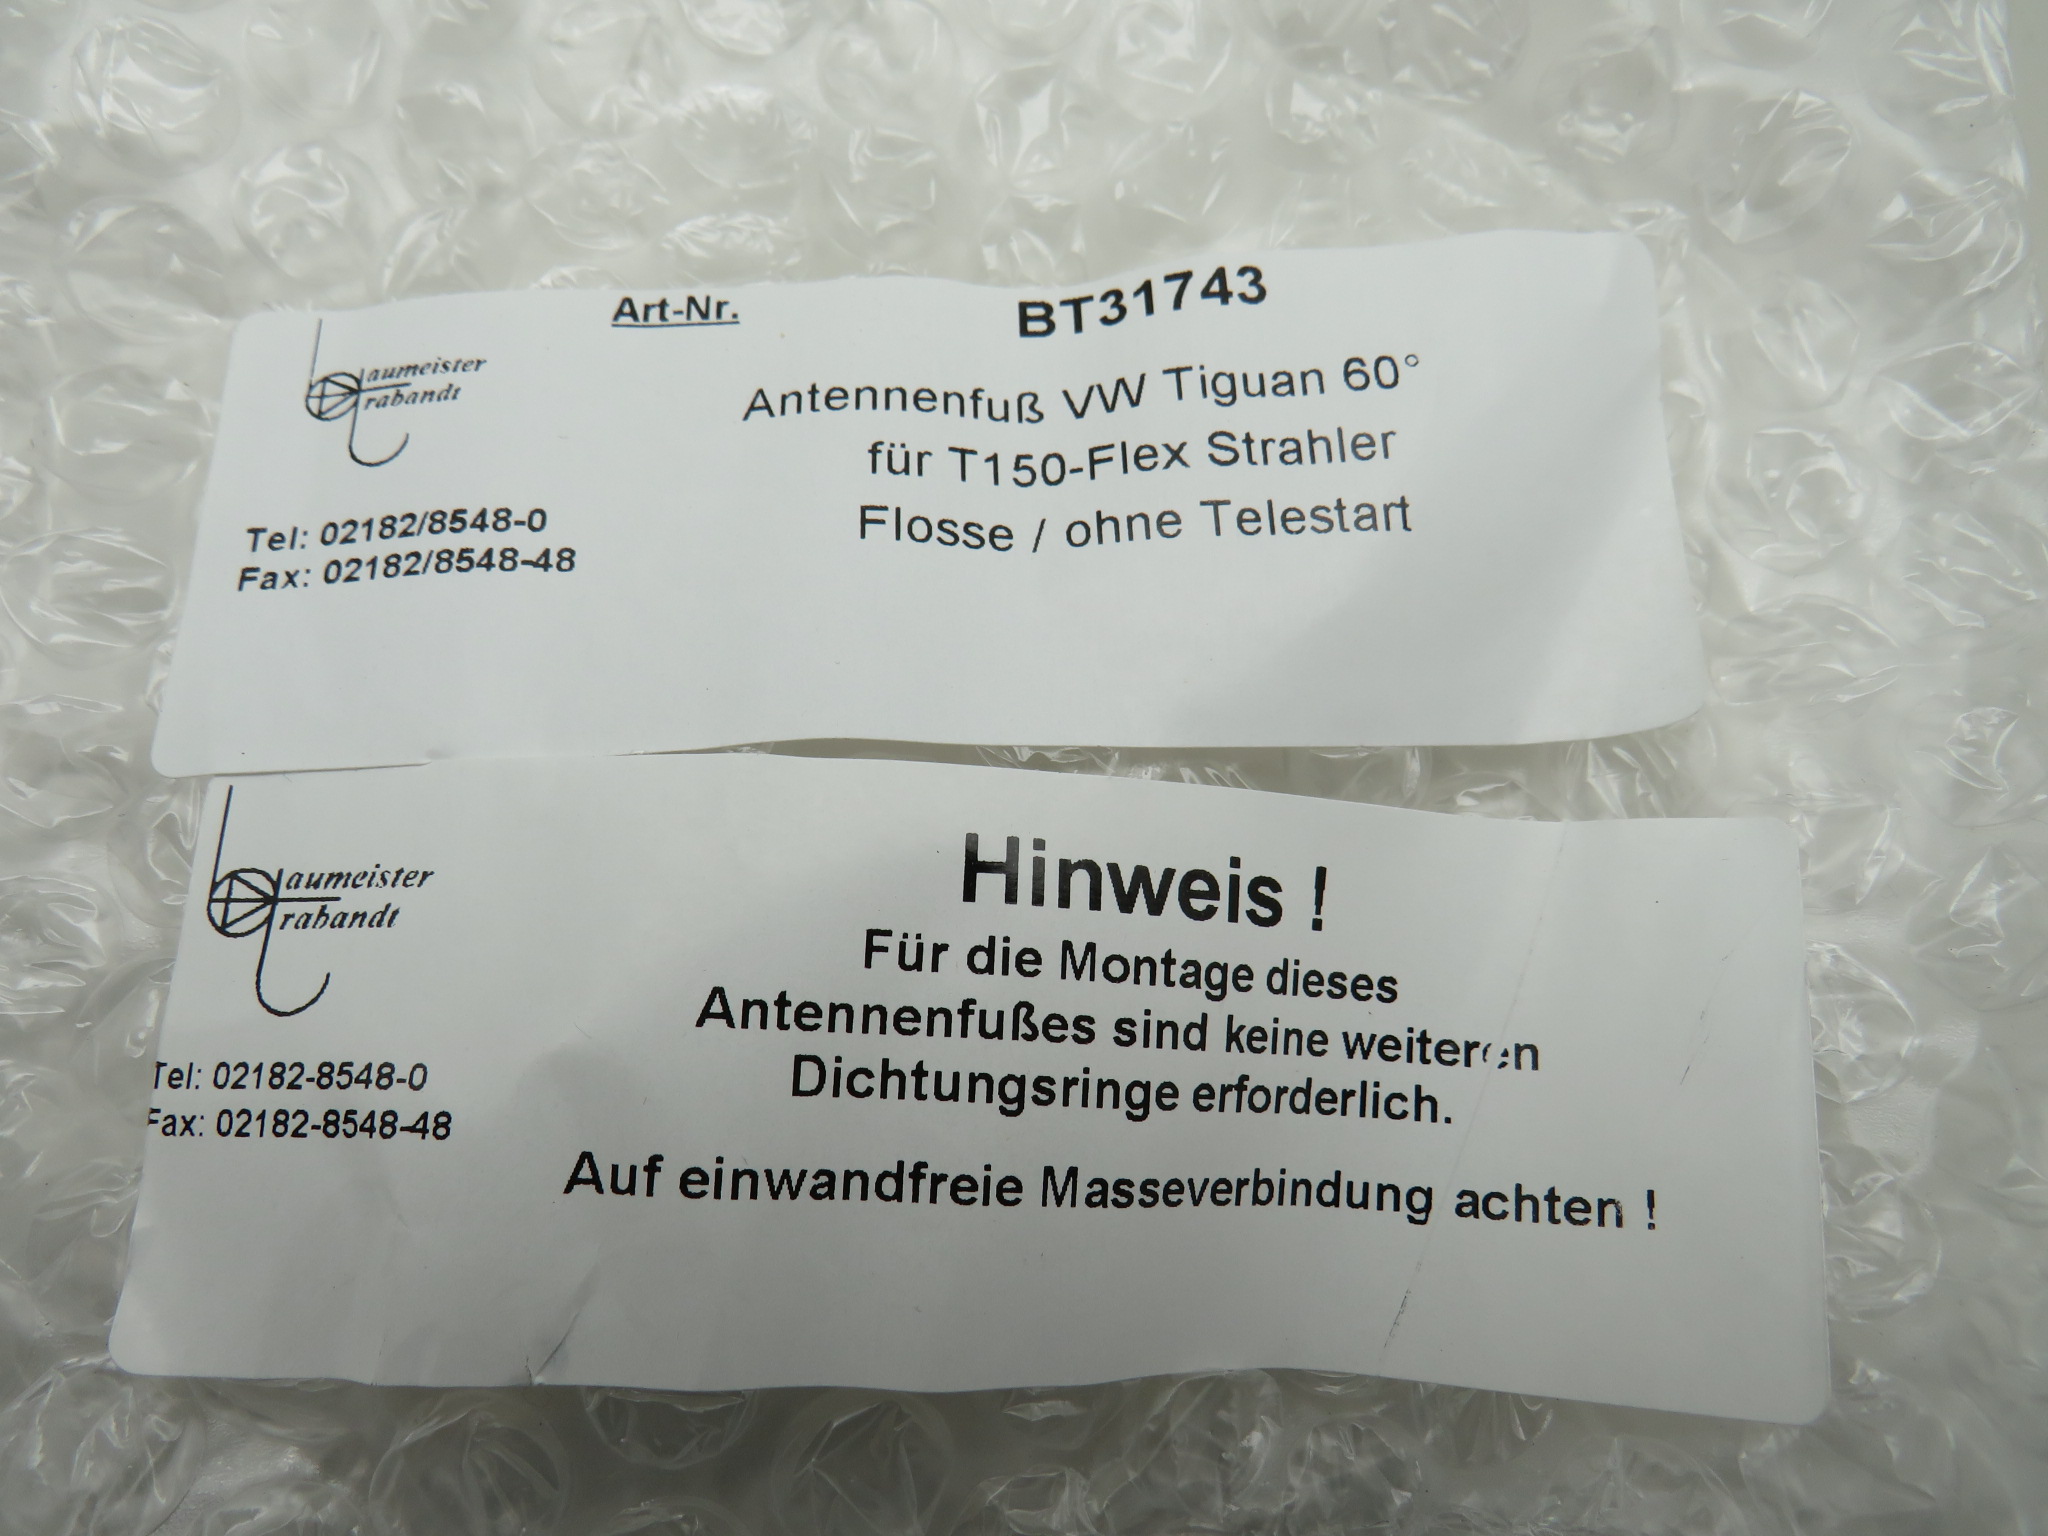 Art-Nr. BT31743
aumeister
rabandt
Antennenfuß VW Tiguan 60°
für T150-Flex Strahler
Flosse / ohne Telestart
Tel: 02182/8548-0
Fax: 02182/8548-48
aumeister
rabandt
Hinweis !
Für die Montage dieses
Antennenfußes sind keine weiteren
Dichtungsringe erforderlich.
Auf einwandfreie Masseverbindung achten !
Tel: 02182-8548-0
Fax: 02182-8548-48